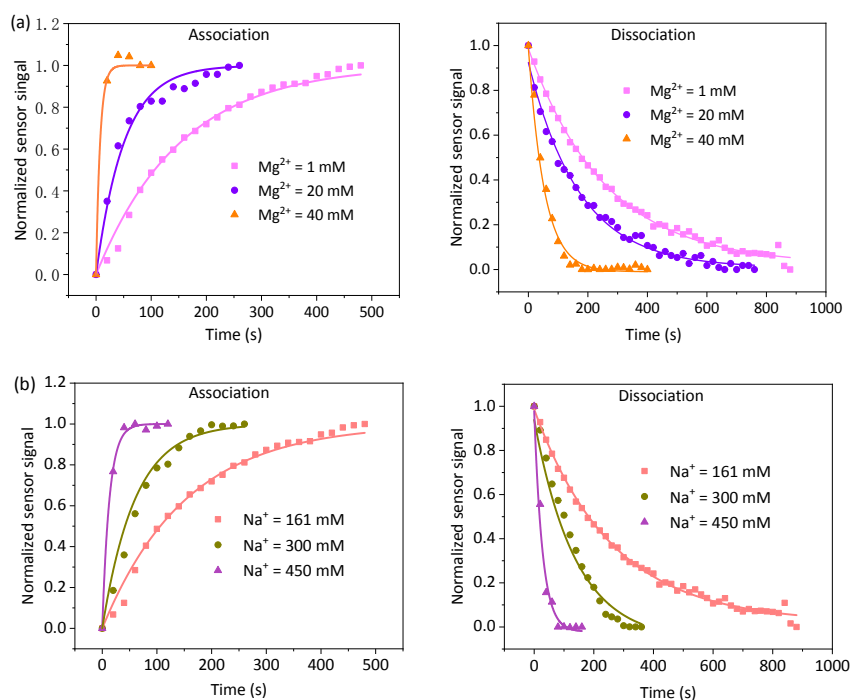 (a)
Association
Normalized sensor singal
1.2
1.0
0.8
0.6
0.4
0.2
0.0
Mg²⁺ = 1 mM
Mg²⁺ = 20 mM
Mg²⁺ = 40 mM
0 100 200 300 400 500
Time (s)
Dissociation
Normalized sensor signal
1.0
0.8
0.6
0.4
0.2
0.0
Mg²⁺ = 1 mM
Mg²⁺ = 20 mM
Mg²⁺ = 40 mM
0 200 400 600 800 1000
Time (s)
(b)
Association
Normalized sensor signal
1.2
1.0
0.8
0.6
0.4
0.2
0.0
Na⁺ = 161 mM
Na⁺ = 300 mM
Na⁺ = 450 mM
0 100 200 300 400 500
Time (s)
Dissociation
Normalized sensor signal
1.0
0.8
0.6
0.4
0.2
0.0
Na⁺ = 161 mM
Na⁺ = 300 mM
Na⁺ = 450 mM
0 200 400 600 800 1000
Time (s)